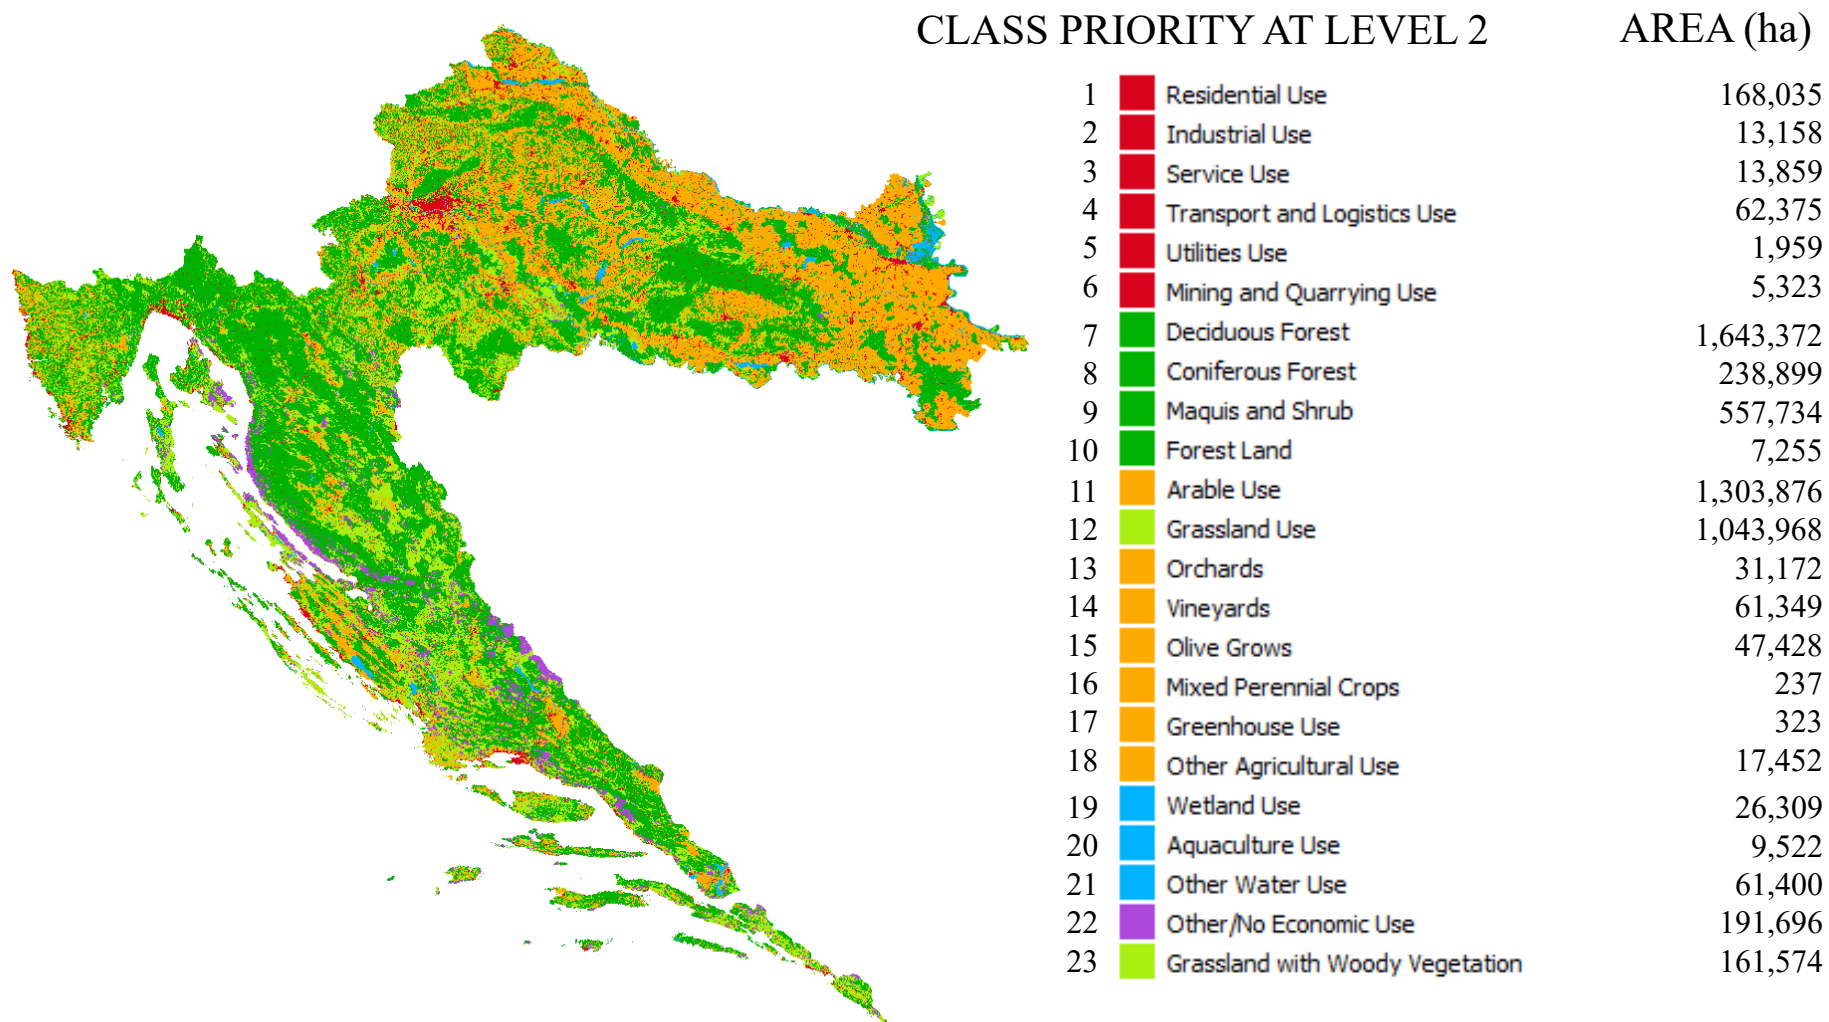 CLASS PRIORITY AT LEVEL 2 AREA (ha)
1 Residential Use 168,035
2 Industrial Use 13,158
3 Service Use 13,859
4 Transport and Logistics Use 62,375
5 Utilities Use 1,959
6 Mining and Quarrying Use 5,323
7 Deciduous Forest 1,643,372
8 Coniferous Forest 238,899
9 Maquis and Shrub 557,734
10 Forest Land 7,255
11 Arable Use 1,303,876
12 Grassland Use 1,043,968
13 Orchards 31,172
14 Vineyards 61,349
15 Olive Grows 47,428
16 Mixed Perennial Crops 237
17 Greenhouse Use 323
18 Other Agricultural Use 17,452
19 Wetland Use 26,309
20 Aquaculture Use 9,522
21 Other Water Use 61,400
22 Other/No Economic Use 191,696
23 Grassland with Woody Vegetation 161,574